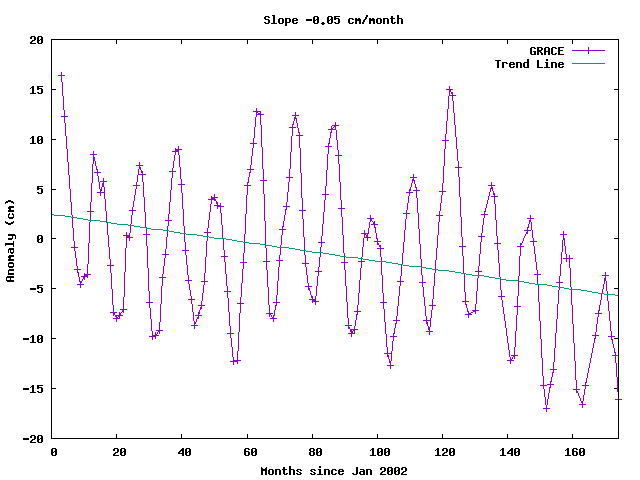 Slope -0.05 cm/month
GRACE
Trend Line
20
15
10
5
0
-5
-10
-15
-20
Anomaly (cm)
0 20 40 60 80 100 120 140 160
Months since Jan 2002